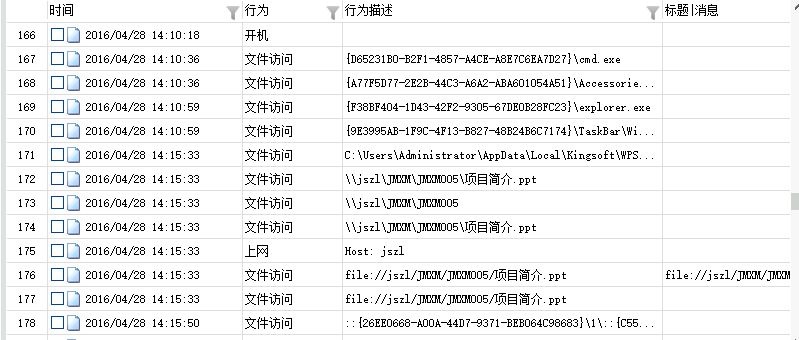 时间 行为 行为描述 标题|消息
166 2016/04/28 14:10:18 开机
167 2016/04/28 14:10:36 文件访问 {D65231B0-B2F1-4857-A4CE-A8E7C6EA7D27}\cmd.exe
168 2016/04/28 14:10:36 文件访问 {A77F5D77-2E2B-44C3-A6A2-ABA601054A51}\Accessorie...
169 2016/04/28 14:10:59 文件访问 {F38BF404-1D43-42F2-9305-67DE0B28FC23}\explorer.exe
170 2016/04/28 14:10:59 文件访问 {9E3995AB-1F9C-4F13-B827-48B24B6C7174}\TaskBar\Wi...
171 2016/04/28 14:15:33 文件访问 C:\Users\Administrator\AppData\Local\Kingsoft\WPS...
172 2016/04/28 14:15:33 文件访问 \\jszl\JMXM\JMXM005\项目简介.ppt
173 2016/04/28 14:15:33 文件访问 \\jszl\JMXM\JMXM005
174 2016/04/28 14:15:33 文件访问 \\jszl\JMXM\JMXM005\项目简介.ppt
175 2016/04/28 14:15:33 上网 Host: jszl
176 2016/04/28 14:15:33 文件访问 file://jszl/JMXM/JMXM005/项目简介.ppt file://jszl/JMXM/JMXM
177 2016/04/28 14:15:33 文件访问 file://jszl/JMXM/JMXM005/项目简介.ppt
178 2016/04/28 14:15:50 文件访问 ::{26EE0668-A00A-44D7-9371-BEB064C98683}\1\::{C55...